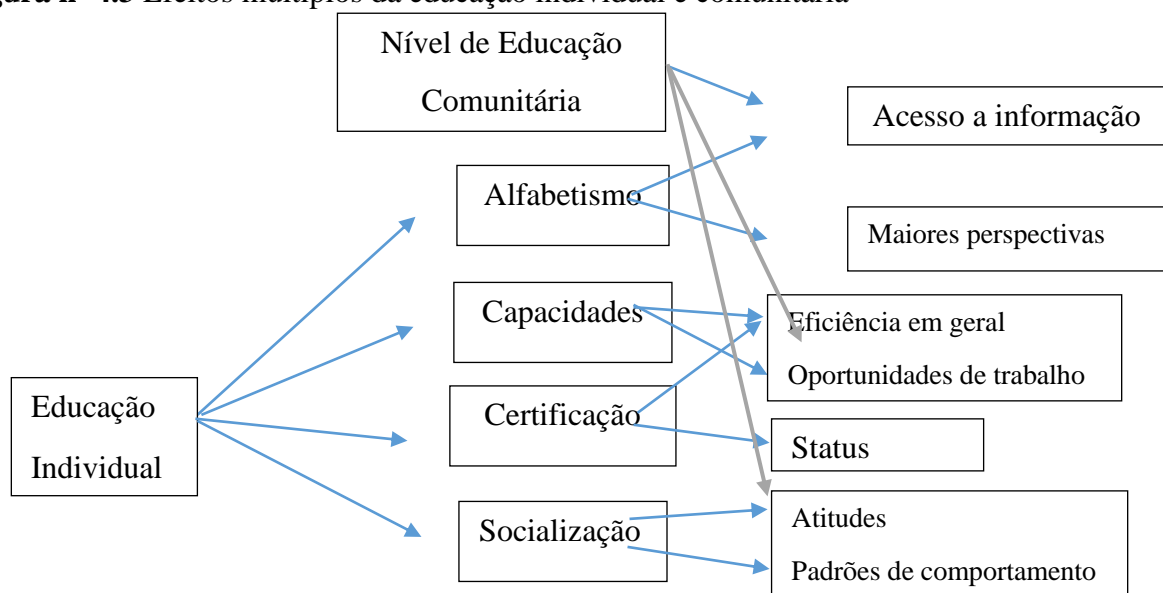 Efeitos múltiplos da educação individual e comunitária
Nível de Educação
Comunitária
Acesso a informação
Alfabetismo
Maiores perspectivas
Capacidades
Eficiência em geral
Oportunidades de trabalho
Educação
Individual
Certificação
Status
Socialização
Atitudes
Padrões de comportamento